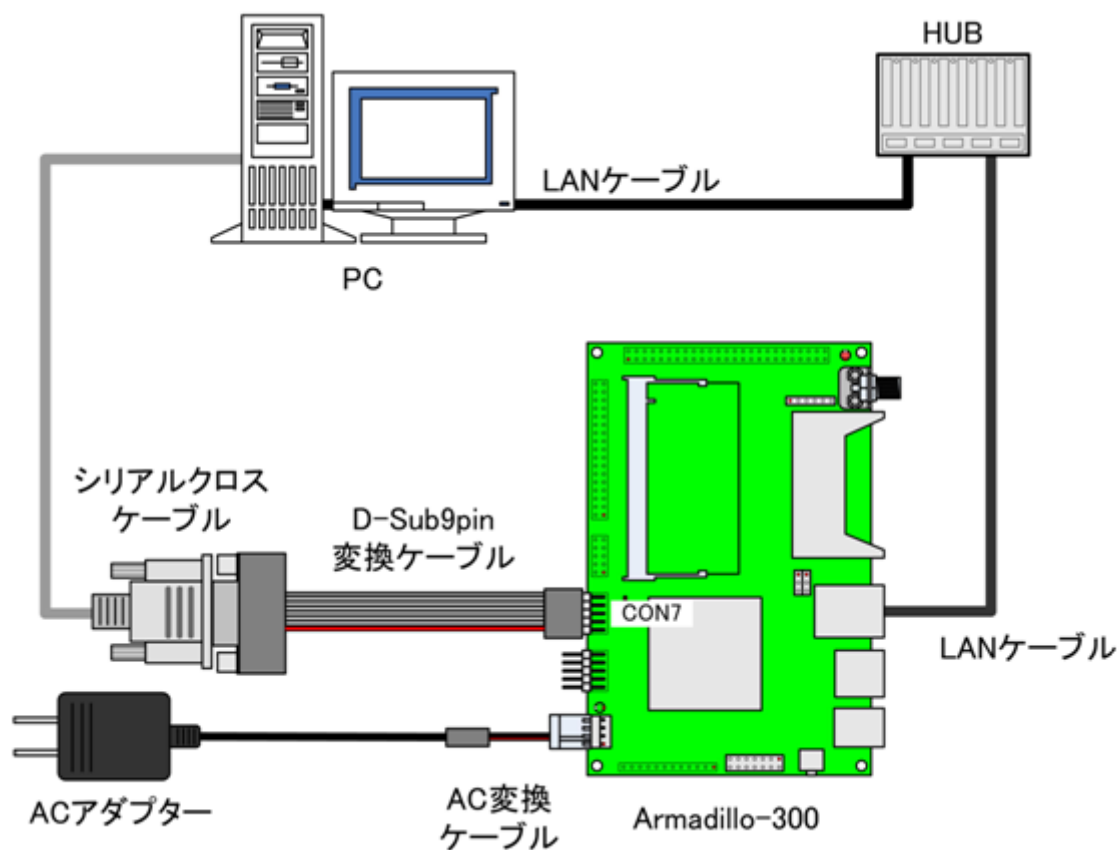 HUB
LANケーブル
PC
シリアルクロス
ケーブル
D-Sub9pin
変換ケーブル
CON7
LANケーブル
ACアダプター
AC変換
ケーブル
Armadillo-300